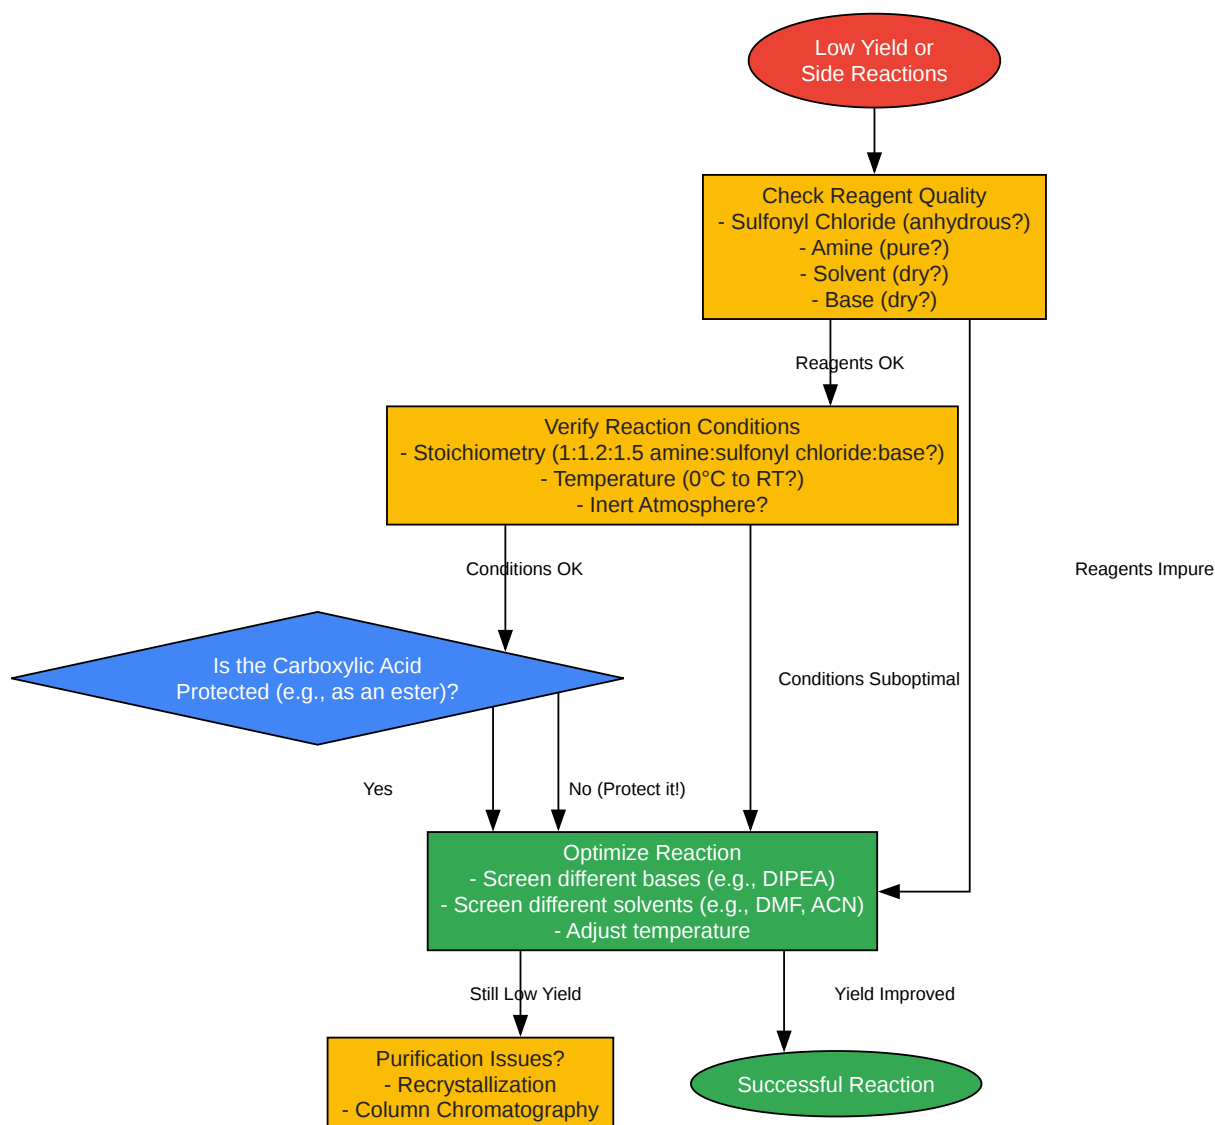 Low Yield or
Side Reactions
Check Reagent Quality
- Sulfonyl Chloride (anhydrous?)
- Amine (pure?)
- Solvent (dry?)
- Base (dry?)
Reagents OK
Verify Reaction Conditions
- Stoichiometry (1:1.2:1.5 amine:sulfonyl chloride:base?)
- Temperature (0°C to RT?)
- Inert Atmosphere?
Conditions OK
Reagents Impure
Is the Carboxylic Acid
Protected (e.g., as an ester)?
Conditions Suboptimal
Yes
No (Protect it!)
Optimize Reaction
- Screen different bases (e.g., DIPEA)
- Screen different solvents (e.g., DMF, ACN)
- Adjust temperature
Still Low Yield
Yield Improved
Purification Issues?
- Recrystallization
- Column Chromatography
Successful Reaction